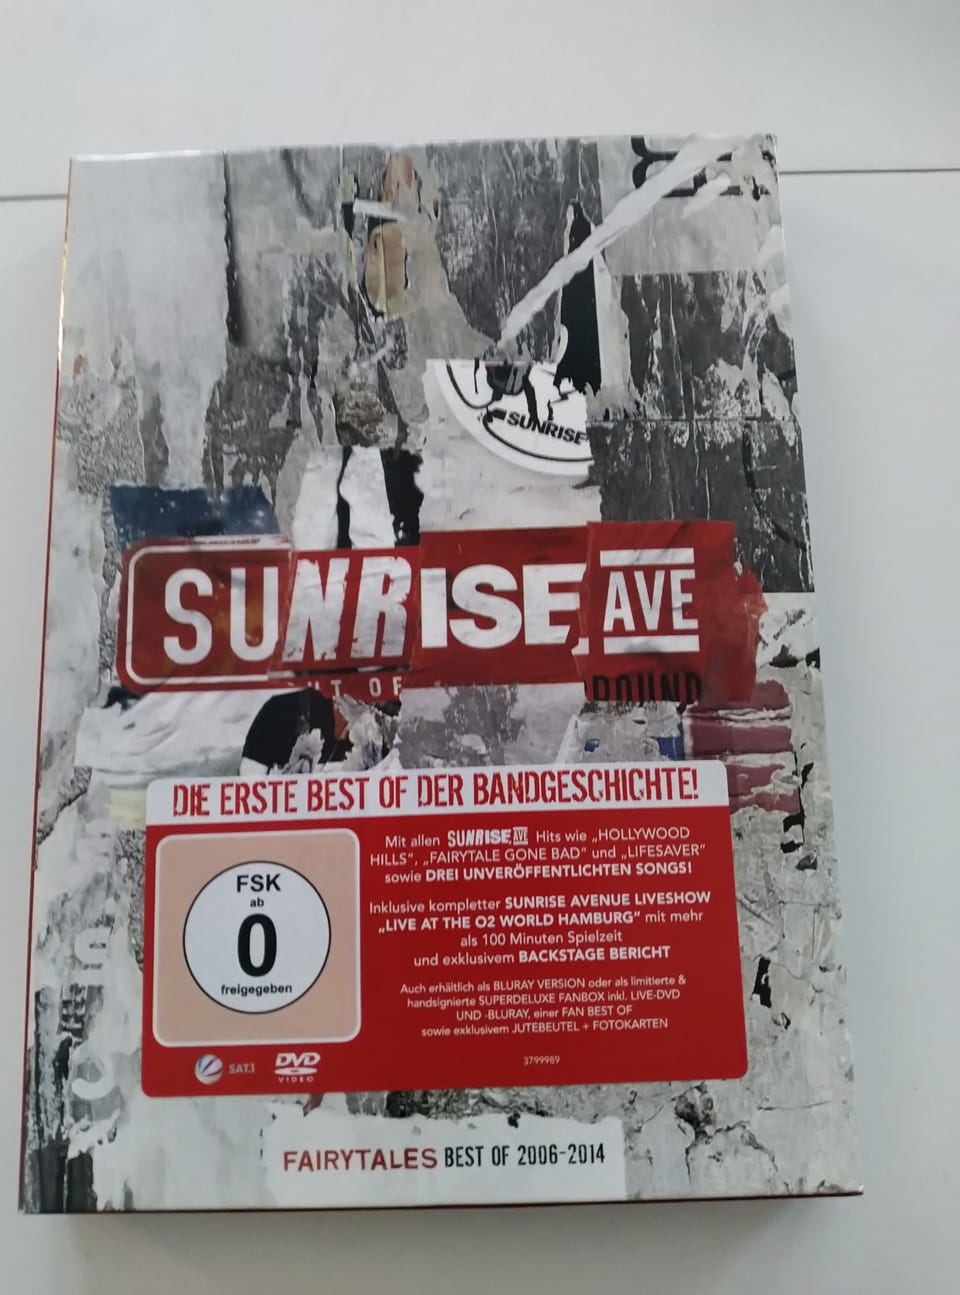 SUNRISE
SUNRISE AVE
OUT OF
ROUND
DIE ERSTE BEST OF DER BANDGESCHICHTE!
FSK
ab
0
freigegeben
Mit allen SUNRISE AVE Hits wie „HOLLYWOOD
HILLS", „FAIRYTALE GONE BAD" und „LIFESAVER"
sowie DREI UNVERÖFFENTLICHTEN SONGS!
Inklusive kompletter SUNRISE AVENUE LIVESHOW
„LIVE AT THE O2 WORLD HAMBURG" mit mehr
als 100 Minuten Spielzeit
und exklusivem BACKSTAGE BERICHT
Auch erhältlich als BLURAY VERSION oder als limitierte &
handsignierte SUPERDELUXE FANBOX inkl. LIVE-DVD
UND -BLURAY, einer FAN BEST OF
sowie exklusivem JUTEBEUTEL + FOTOKARTEN
SAT.1
DVD
VIDEO
3799989
FAIRYTALES BEST OF 2006-2014